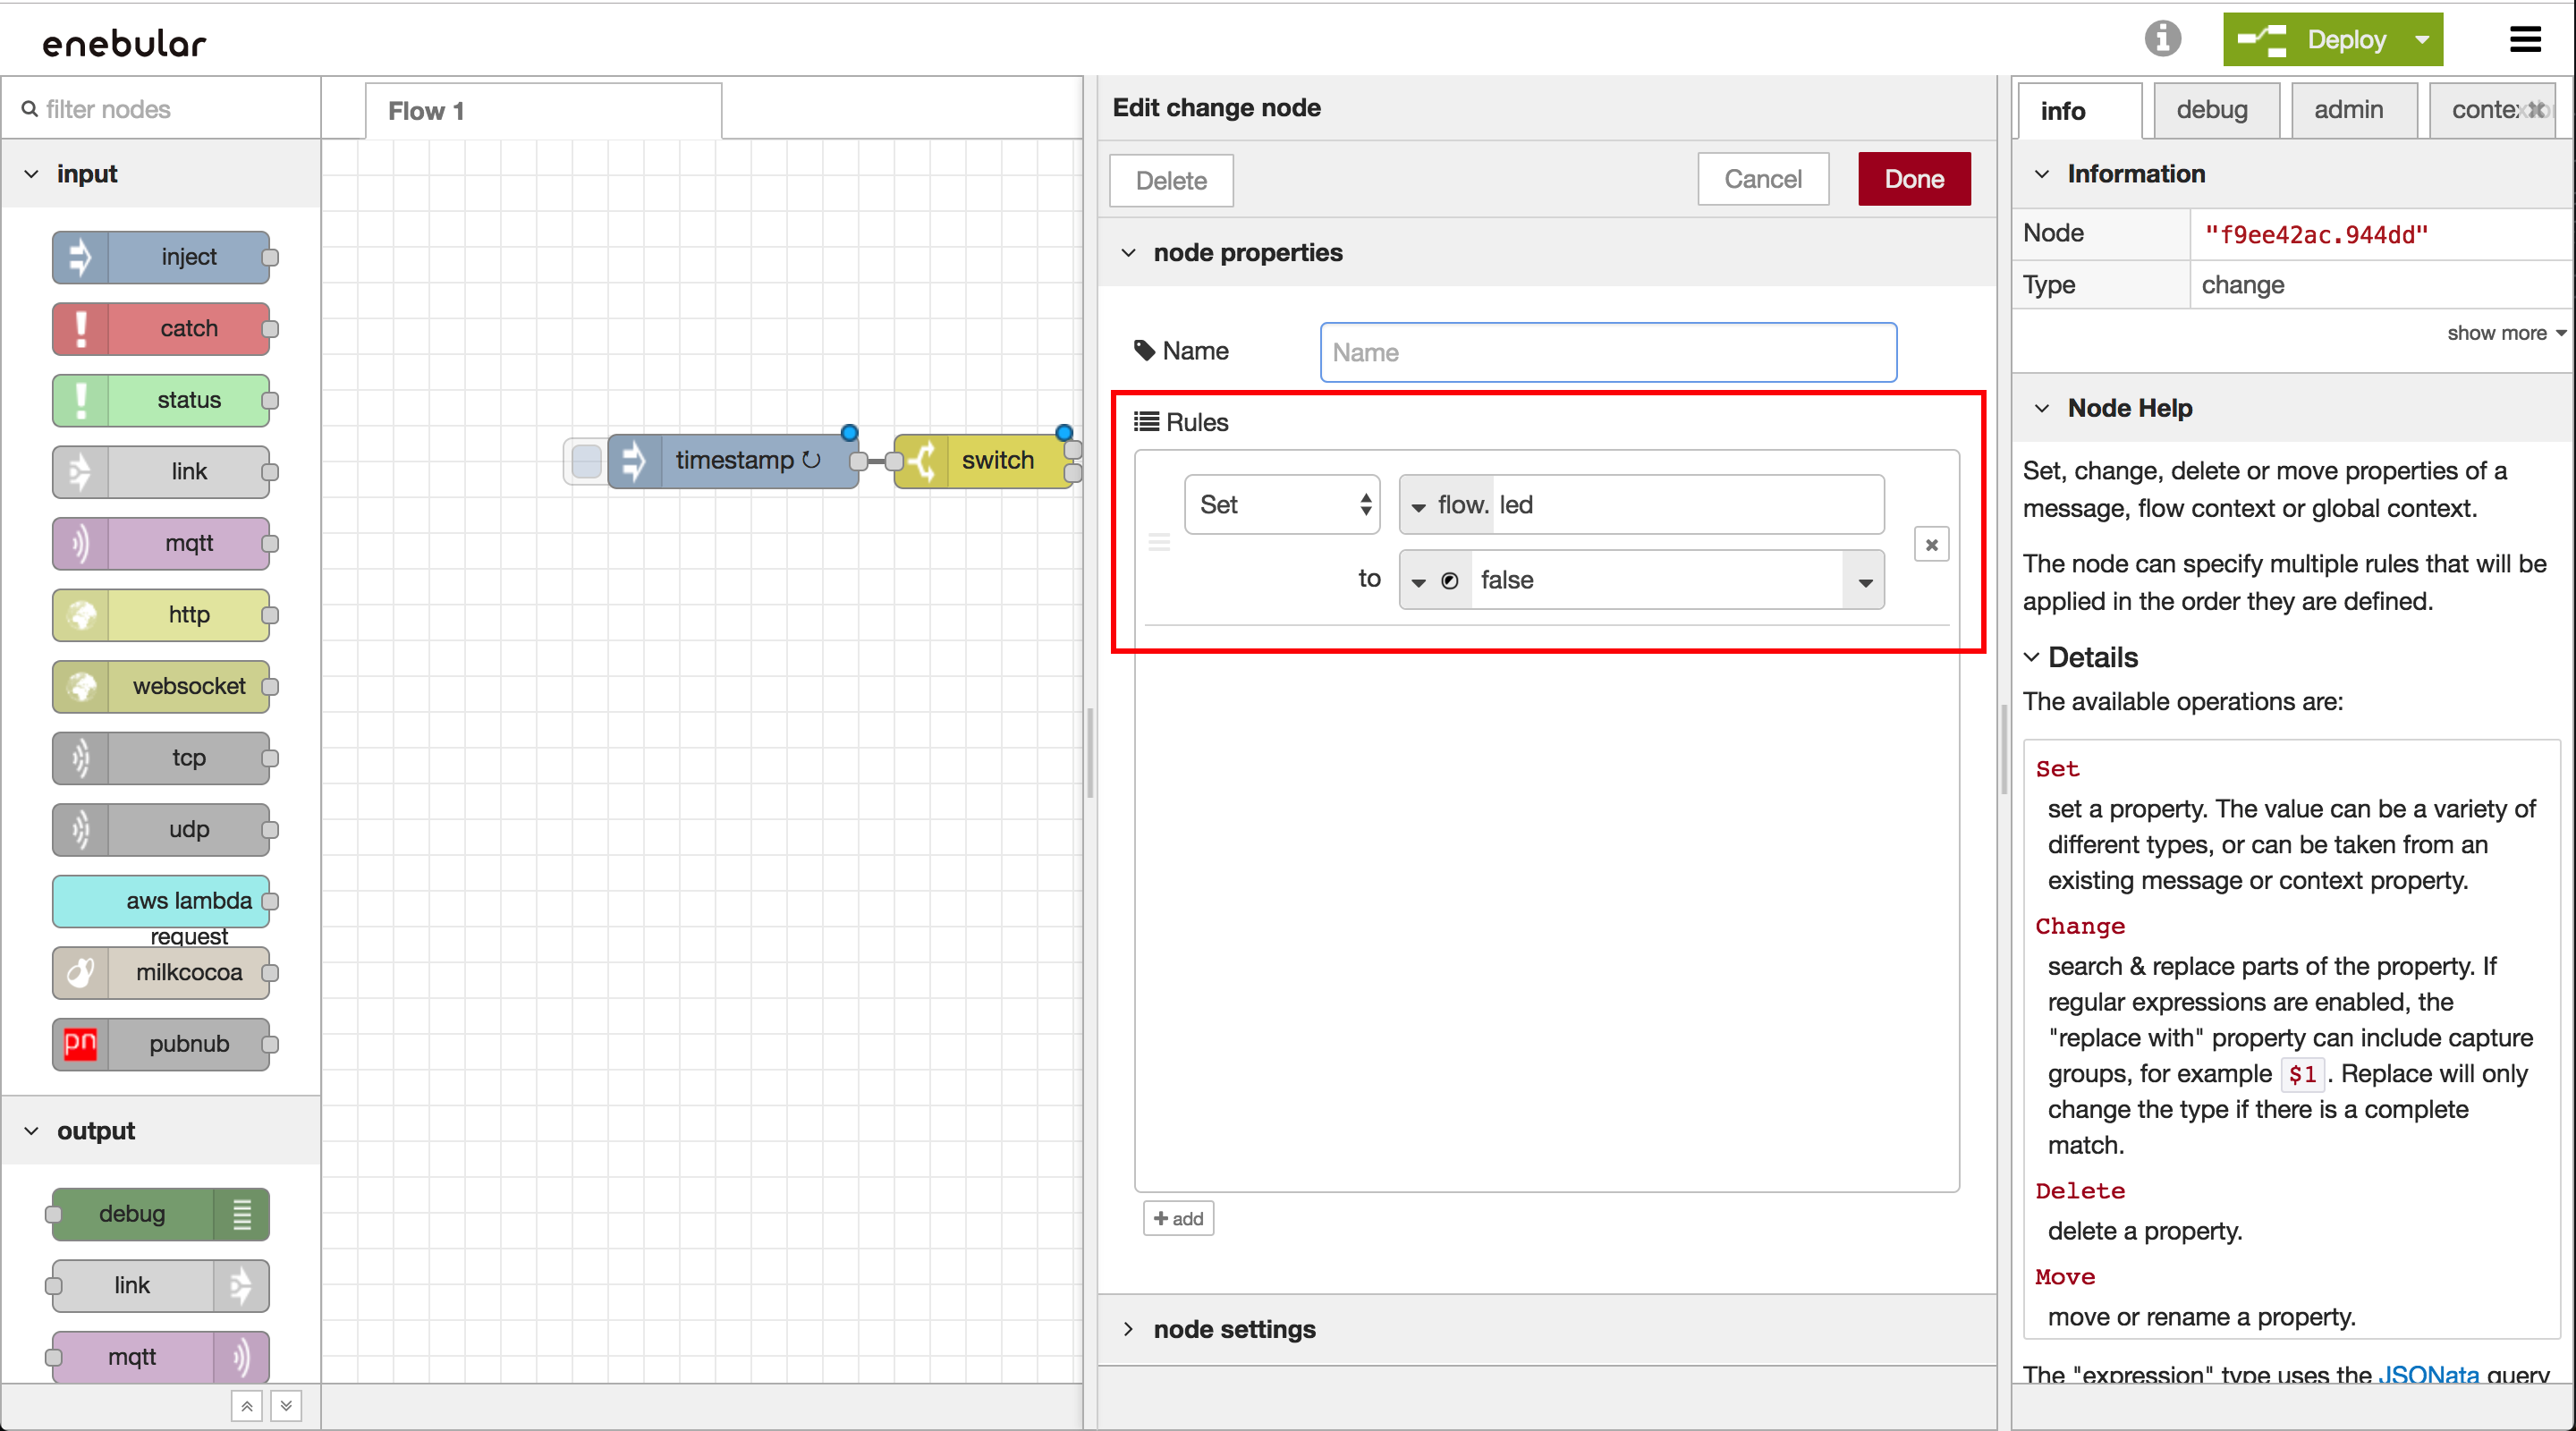 enebular
Deploy
filter nodes
input
inject
catch
status
link
mqtt
http
websocket
tcp
udp
aws lambda
request
milkcocoa
pn
pubnub
output
debug
link
mqtt
Flow 1
timestamp ↻
switch
Edit change node
Delete
Cancel
Done
node properties
Name
Name
Rules
Set
flow. led
to
false
+ add
node settings
info
debug
admin
Information
Node
"f9ee42ac.944dd"
Type
change
show more
Node Help
Set, change, delete or move properties of a
message, flow context or global context.
The node can specify multiple rules that will be
applied in the order they are defined.
Details
The available operations are:
Set
set a property. The value can be a variety of
different types, or can be taken from an
existing message or context property.
Change
search & replace parts of the property. If
regular expressions are enabled, the
"replace with" property can include capture
groups, for example $1 . Replace will only
change the type if there is a complete
match.
Delete
delete a property.
Move
move or rename a property.
The "expression" type uses the JSONata query